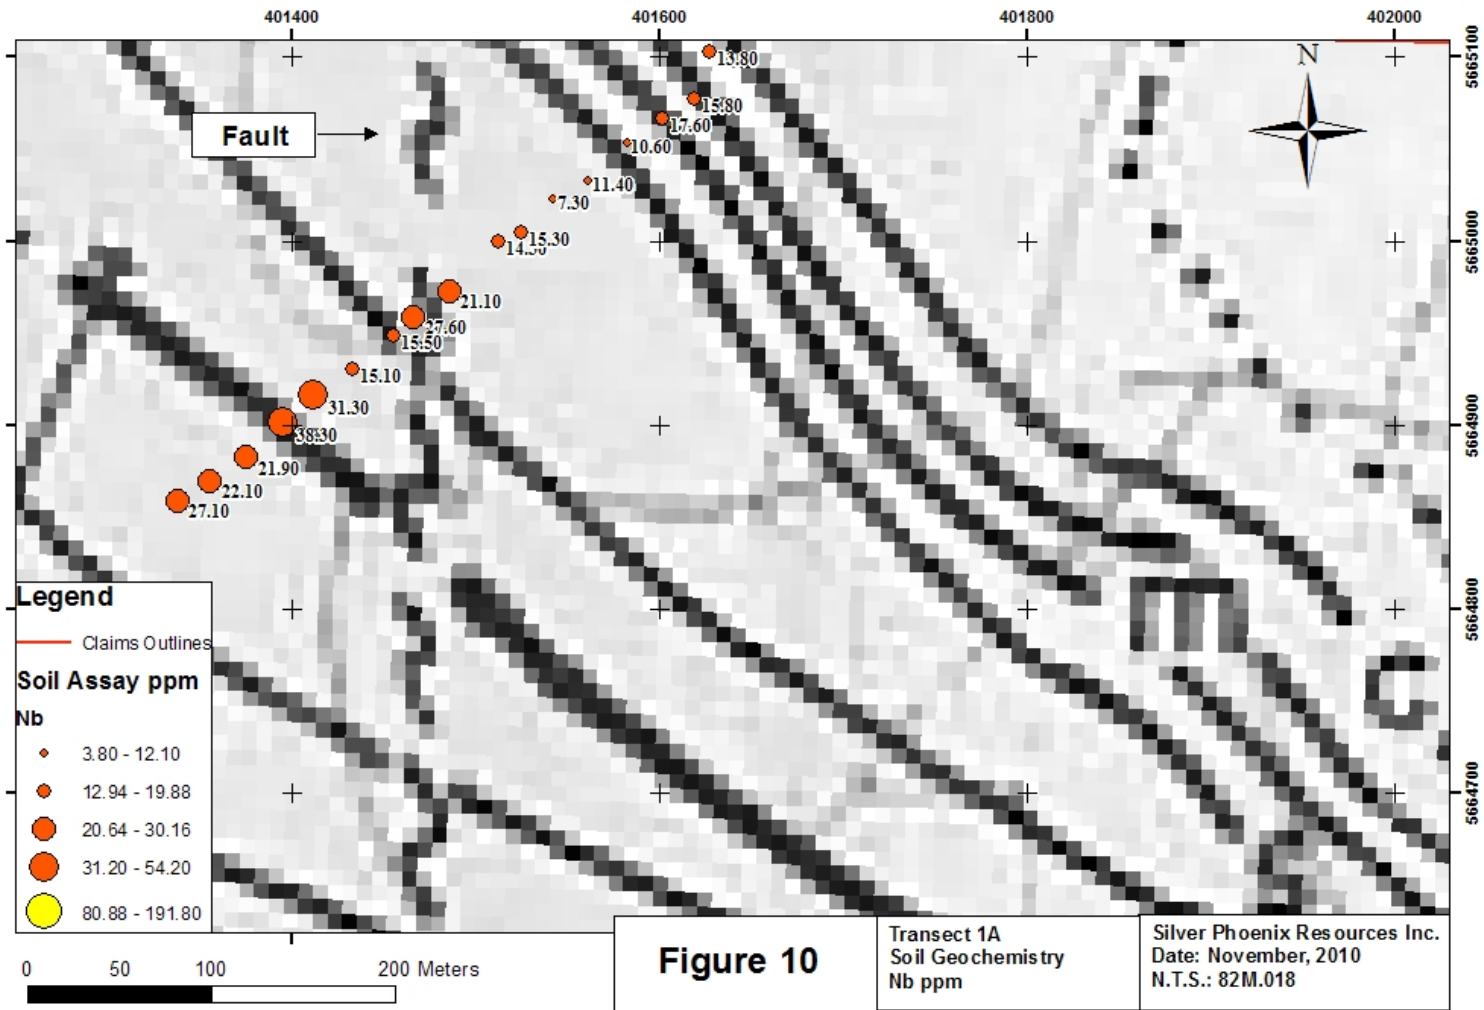 401400 401600 401800 402000
5665100
N
13.80
15.80
17.60
Fault
10.60
11.40
7.30
15.30
5665000
21.10
27.60
15.50
15.10
31.30
38.30
5664900
21.90
22.10
27.10
5664800
5664700
Legend
Claims Outlines
Soil Assay ppm
Nb
3.80 - 12.10
12.94 - 19.88
20.64 - 30.16
31.20 - 54.20
80.88 - 191.80
0 50 100 200 Meters
Figure 10
Transect 1A
Soil Geochemistry
Nb ppm
Silver Phoenix Resources Inc.
Date: November, 2010
N.T.S.: 82M.018